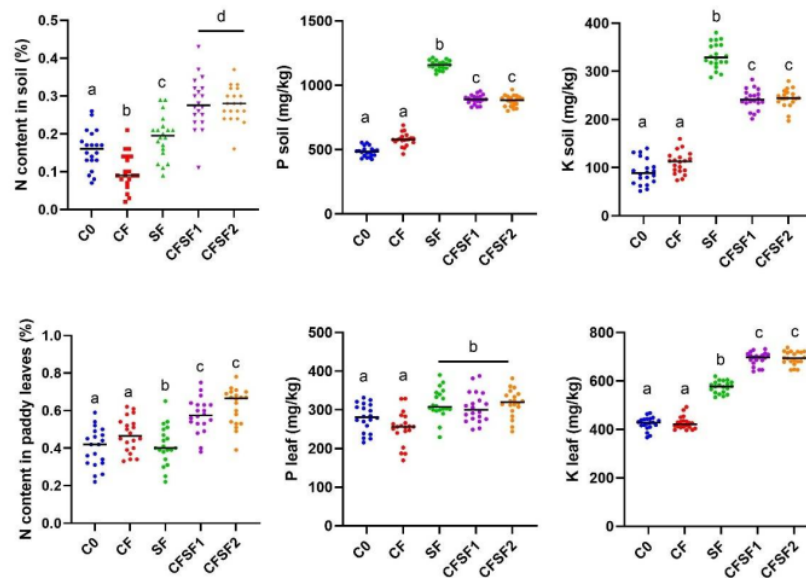 N content in soil (%)
0.5
0.4
0.3
0.2
0.1
0.0
a
b
c
d
C0
CF
SF
CFSF1
CFSF2
P soil (mg/kg)
1500
1000
500
0
a
a
b
c
c
C0
CF
SF
CFSF1
CFSF2
K soil (mg/kg)
400
300
200
100
0
a
a
b
c
c
C0
CF
SF
CFSF1
CFSF2
N content in paddy leaves (%)
1.0
0.8
0.6
0.4
0.2
0.0
a
a
b
c
c
C0
CF
SF
CFSF1
CFSF2
P leaf (mg/kg)
500
400
300
200
100
0
a
a
b
C0
CF
SF
CFSF1
CFSF2
K leaf (mg/kg)
800
600
400
200
0
a
a
b
c
c
C0
CF
SF
CFSF1
CFSF2